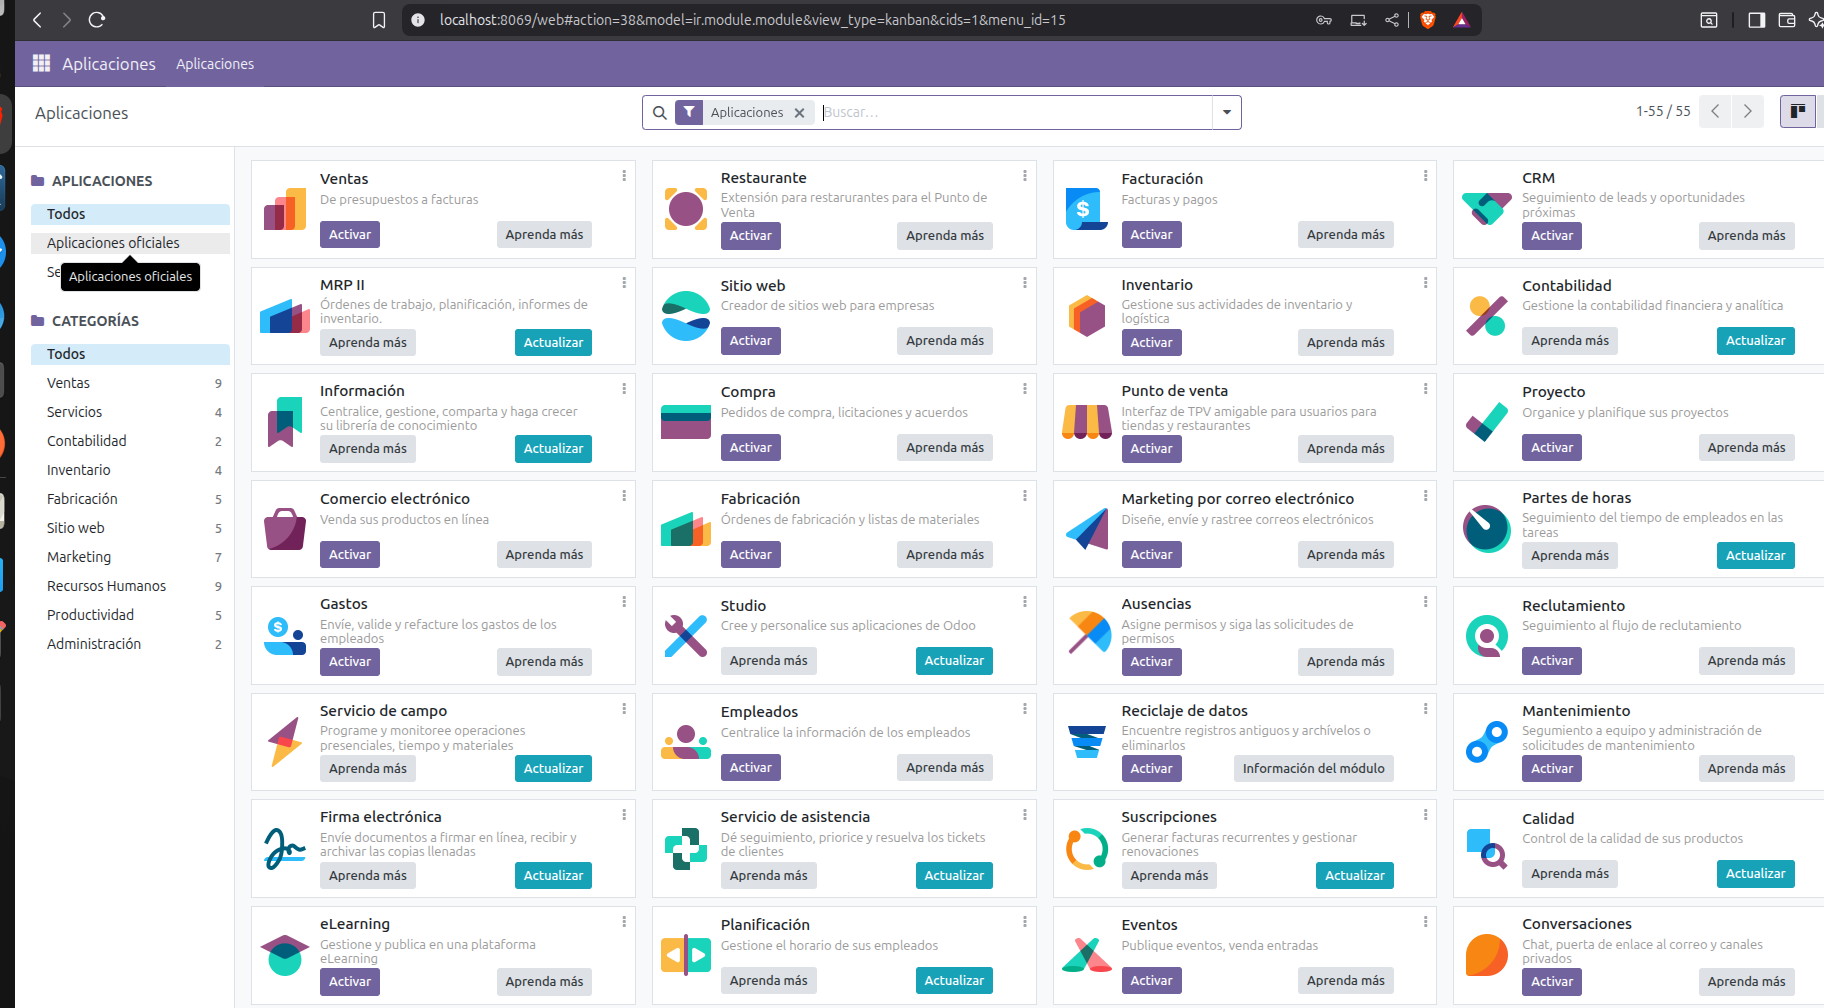 localhost:8069/web#action=38&model=ir.module.module&view_type=kanban&cids=1&menu_id=15
Aplicaciones
Aplicaciones
Aplicaciones
Aplicaciones
Buscar...
1-55 / 55
APLICACIONES
Todos
Aplicaciones oficiales
Se
Aplicaciones oficiales
CATEGORÍAS
Todos
Ventas 9
Servicios 4
Contabilidad 2
Inventario 4
Fabricación 5
Sitio web 5
Marketing 7
Recursos Humanos 9
Productividad 5
Administración 2
Ventas
De presupuestos a facturas
Activar
Aprenda más
Restaurante
Extensión para restarurantes para el Punto de
Venta
Activar
Aprenda más
Facturación
Facturas y pagos
Activar
Aprenda más
CRM
Seguimiento de leads y oportunidades
próximas
Activar
Aprenda más
MRP II
Órdenes de trabajo, planificación, informes de
inventario.
Aprenda más
Actualizar
Sitio web
Creador de sitios web para empresas
Activar
Aprenda más
Inventario
Gestione sus actividades de inventario y
logística
Activar
Aprenda más
Contabilidad
Gestione la contabilidad financiera y analítica
Aprenda más
Actualizar
Información
Centralice, gestione, comparta y haga crecer
su librería de conocimiento
Aprenda más
Actualizar
Compra
Pedidos de compra, licitaciones y acuerdos
Activar
Aprenda más
Punto de venta
Interfaz de TPV amigable para usuarios para
tiendas y restaurantes
Activar
Aprenda más
Proyecto
Organice y planifique sus proyectos
Activar
Aprenda más
Comercio electrónico
Venda sus productos en línea
Activar
Aprenda más
Fabricación
Órdenes de fabricación y listas de materiales
Activar
Aprenda más
Marketing por correo electrónico
Diseñe, envíe y rastree correos electrónicos
Activar
Aprenda más
Partes de horas
Seguimiento del tiempo de empleados en las
tareas
Aprenda más
Actualizar
Gastos
Envíe, valide y refacture los gastos de los
empleados
Activar
Aprenda más
Studio
Cree y personalice sus aplicaciones de Odoo
Aprenda más
Actualizar
Ausencias
Asigne permisos y siga las solicitudes de
permisos
Activar
Aprenda más
Reclutamiento
Seguimiento al flujo de reclutamiento
Activar
Aprenda más
Servicio de campo
Programe y monitoree operaciones
presenciales, tiempo y materiales
Aprenda más
Actualizar
Empleados
Centralice la información de los empleados
Activar
Aprenda más
Reciclaje de datos
Encuentre registros antiguos y archívelos o
eliminarlos
Activar
Información del módulo
Mantenimiento
Segumiento a equipo y administración de
solicitudes de mantenimiento
Activar
Aprenda más
Firma electrónica
Envíe documentos a firmar en línea, recibir y
archivar las copias llenadas
Aprenda más
Actualizar
Servicio de asistencia
Dé seguimiento, priorice y resuelva los tickets
de clientes
Aprenda más
Actualizar
Suscripciones
Generar facturas recurrentes y gestionar
renovaciones
Aprenda más
Actualizar
Calidad
Control de la calidad de sus productos
Aprenda más
Actualizar
eLearning
Gestione y publica en una plataforma
eLearning
Activar
Aprenda más
Planificación
Gestione el horario de sus empleados
Aprenda más
Actualizar
Eventos
Publique eventos, venda entradas
Activar
Aprenda más
Conversaciones
Chat, puerta de enlace al correo y canales
privados
Activar
Aprenda más